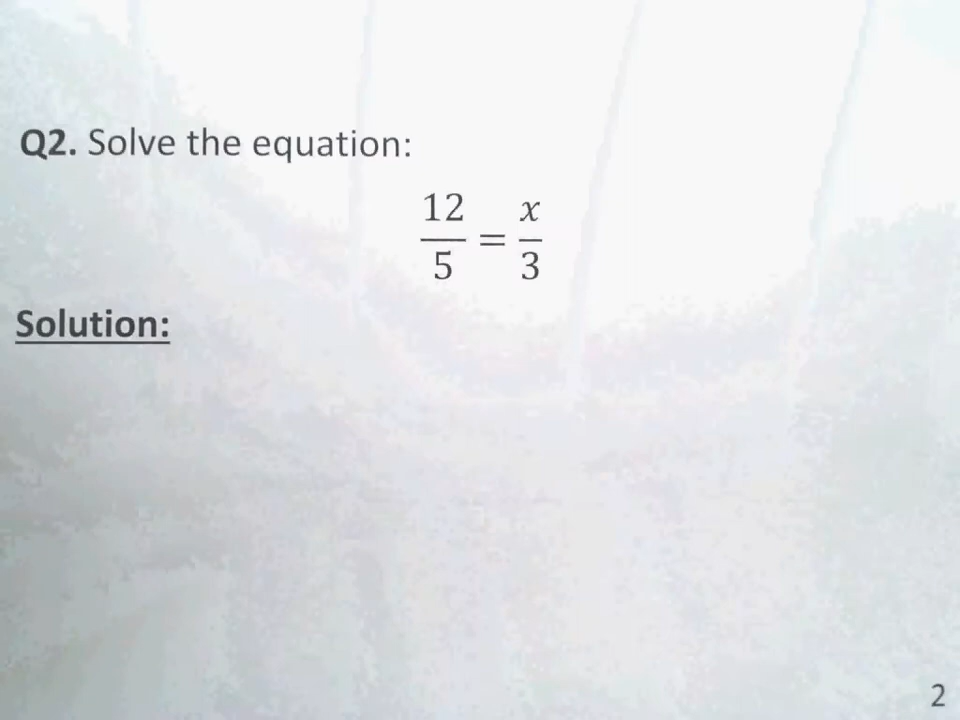 Q2. Solve the equation:
12/5 = x/3
Solution:
2